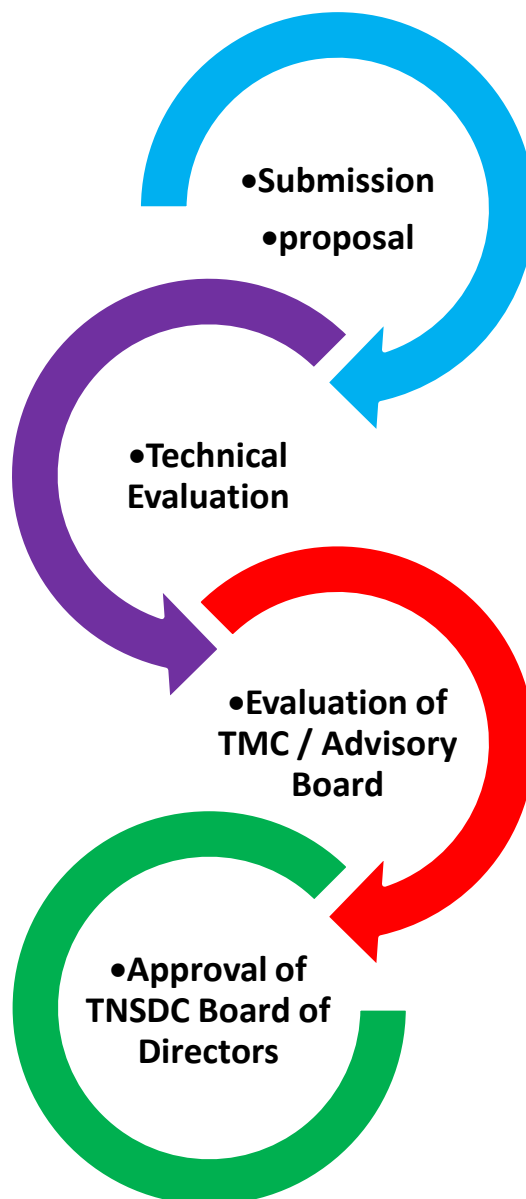 •Submission
•proposal
•Technical
Evaluation
•Evaluation of
TMC / Advisory
Board
•Approval of
TNSDC Board of
Directors